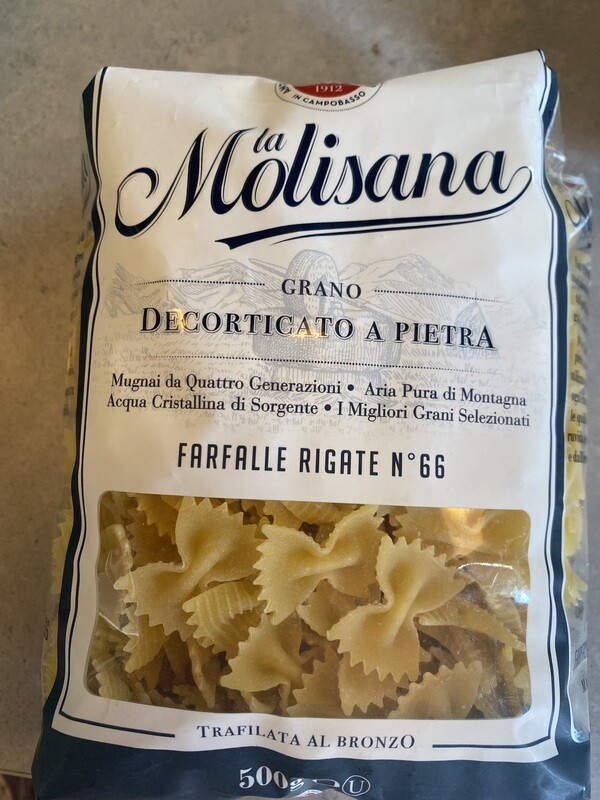 1912
IN CAMPOBASSO
la
Molisana
GRANO
DECORTICATO A PIETRA
Mugnai da Quattro Generazioni • Aria Pura di Montagna
Acqua Cristallina di Sorgente • I Migliori Grani Selezionati
FARFALLE RIGATE N°66
TRAFILATA AL BRONZO
500g e U